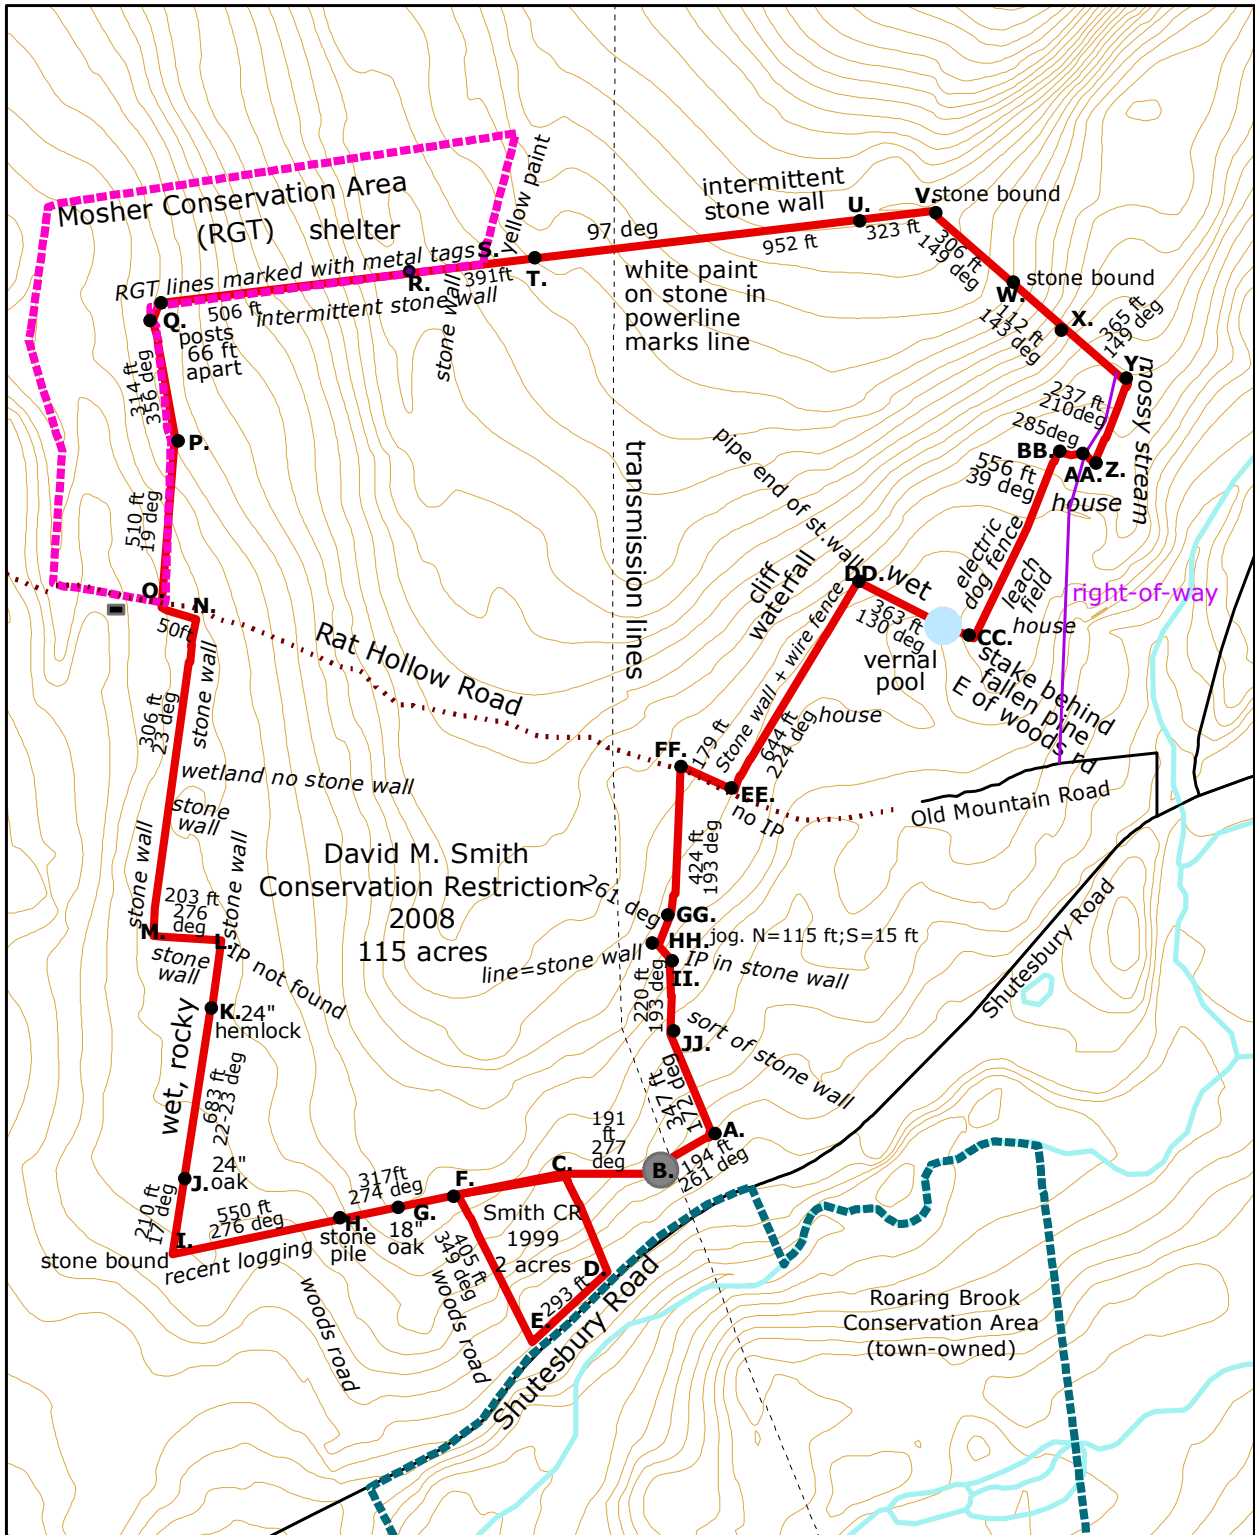 Mosher Conservation Area
(RGT) shelter
yellow paint
RGT lines marked with metal tags
S.
R.
391ft
T.
97 deg
intermittent
stone wall
U.
V.
stone bound
952 ft
323 ft
306 ft
149 deg
stone bound
W.
112 ft
143 deg
X.
365 ft
149 deg
Y.
506 ft
intermittent stone wall
stone wall
Q.
posts
66 ft
apart
314 ft
356 deg
white paint
on stone in
powerline
marks line
mossy stream
237 ft
210deg
285deg
BB.
AA.
Z.
house
556 ft
39 deg
P.
510 ft
19 deg
transmission lines
pipe end of st.wall
cliff
waterfall
DD.
wet
electric
dog fence
leach
field
house
right-of-way
O.
N.
50ft
Rat Hollow Road
363 ft
130 deg
CC.
vernal
pool
stake behind
fallen pine
E of woods rd
stone wall
306 ft
23 deg
Stone wall + wire fence
644 ft
224 deg
house
FF.
179 ft
EE.
no IP
Old Mountain Road
wetland no stone wall
stone
wall
stone wall
stone wall
424 ft
193 deg
David M. Smith
Conservation Restriction
2008
115 acres
261 deg
GG.
203 ft
276
deg
M.
L.
stone
wall
IP not found
HH.
jog. N=115 ft;S=15 ft
line=stone wall
IP in stone wall
II.
220 ft
193 deg
Shutesbury Road
K.
24"
hemlock
wet, rocky
683 ft
22-23 deg
JJ.
sort of stone wall
347 ft
172 deg
A.
191
ft
277
deg
B.
194 ft
261 deg
C.
J.
24"
oak
210 ft
17 deg
I.
stone bound
550 ft
276 deg
recent logging
317ft
274 deg
H.
stone
pile
G.
18"
oak
F.
Smith CR
1999
2 acres
405 ft
349 deg
D.
293 ft
E.
woods road
woods road
Shutesbury Road
Roaring Brook
Conservation Area
(town-owned)